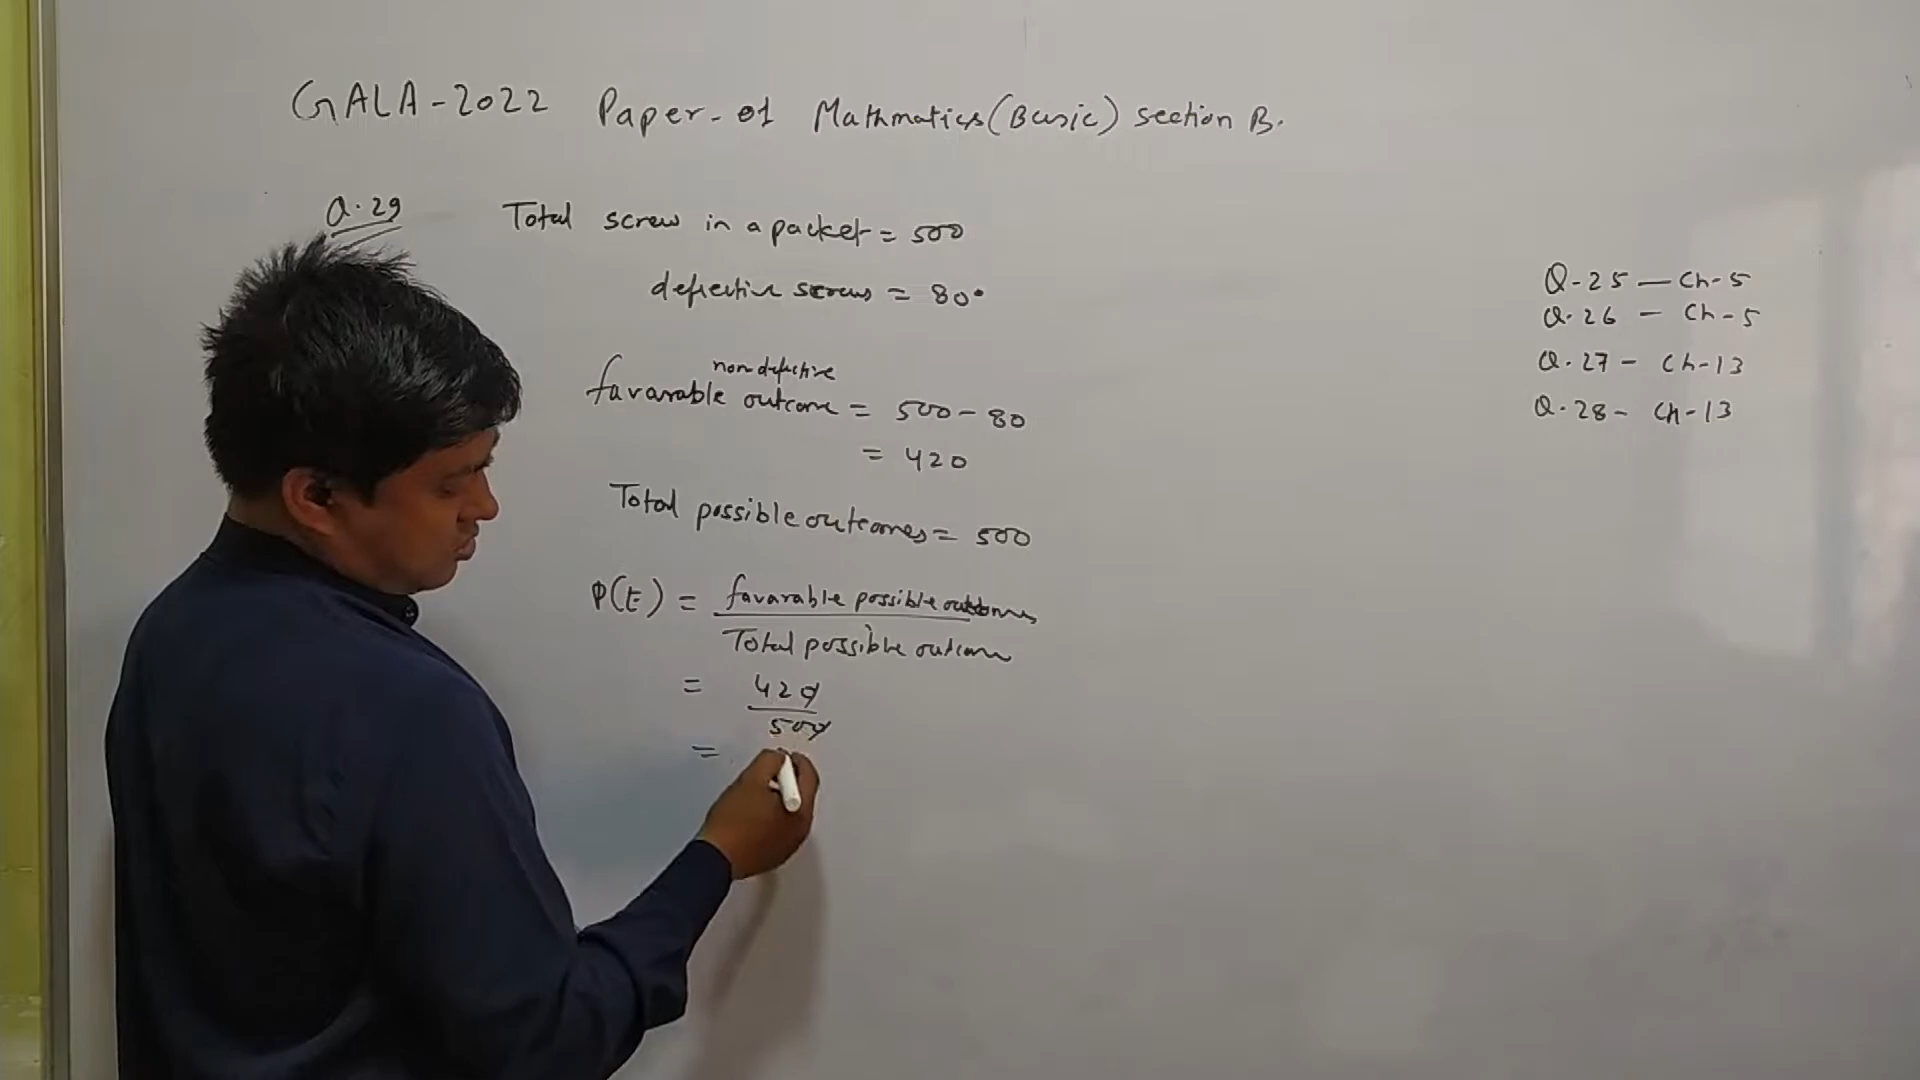 GALA-2022 Paper-01 Mathmatics(Basic) section B.
Q.29 Total screw in a packet = 500
defective screws = 80.
non defective
favarable outcome = 500-80
= 420
Total possible outcomes = 500
P(E) = favarable possible outcomes
Total possible outcome
= 420
500
=
Q-25 — Ch-5
Q.26 — Ch-5
Q.27 - Ch-13
Q.28 - Ch-13